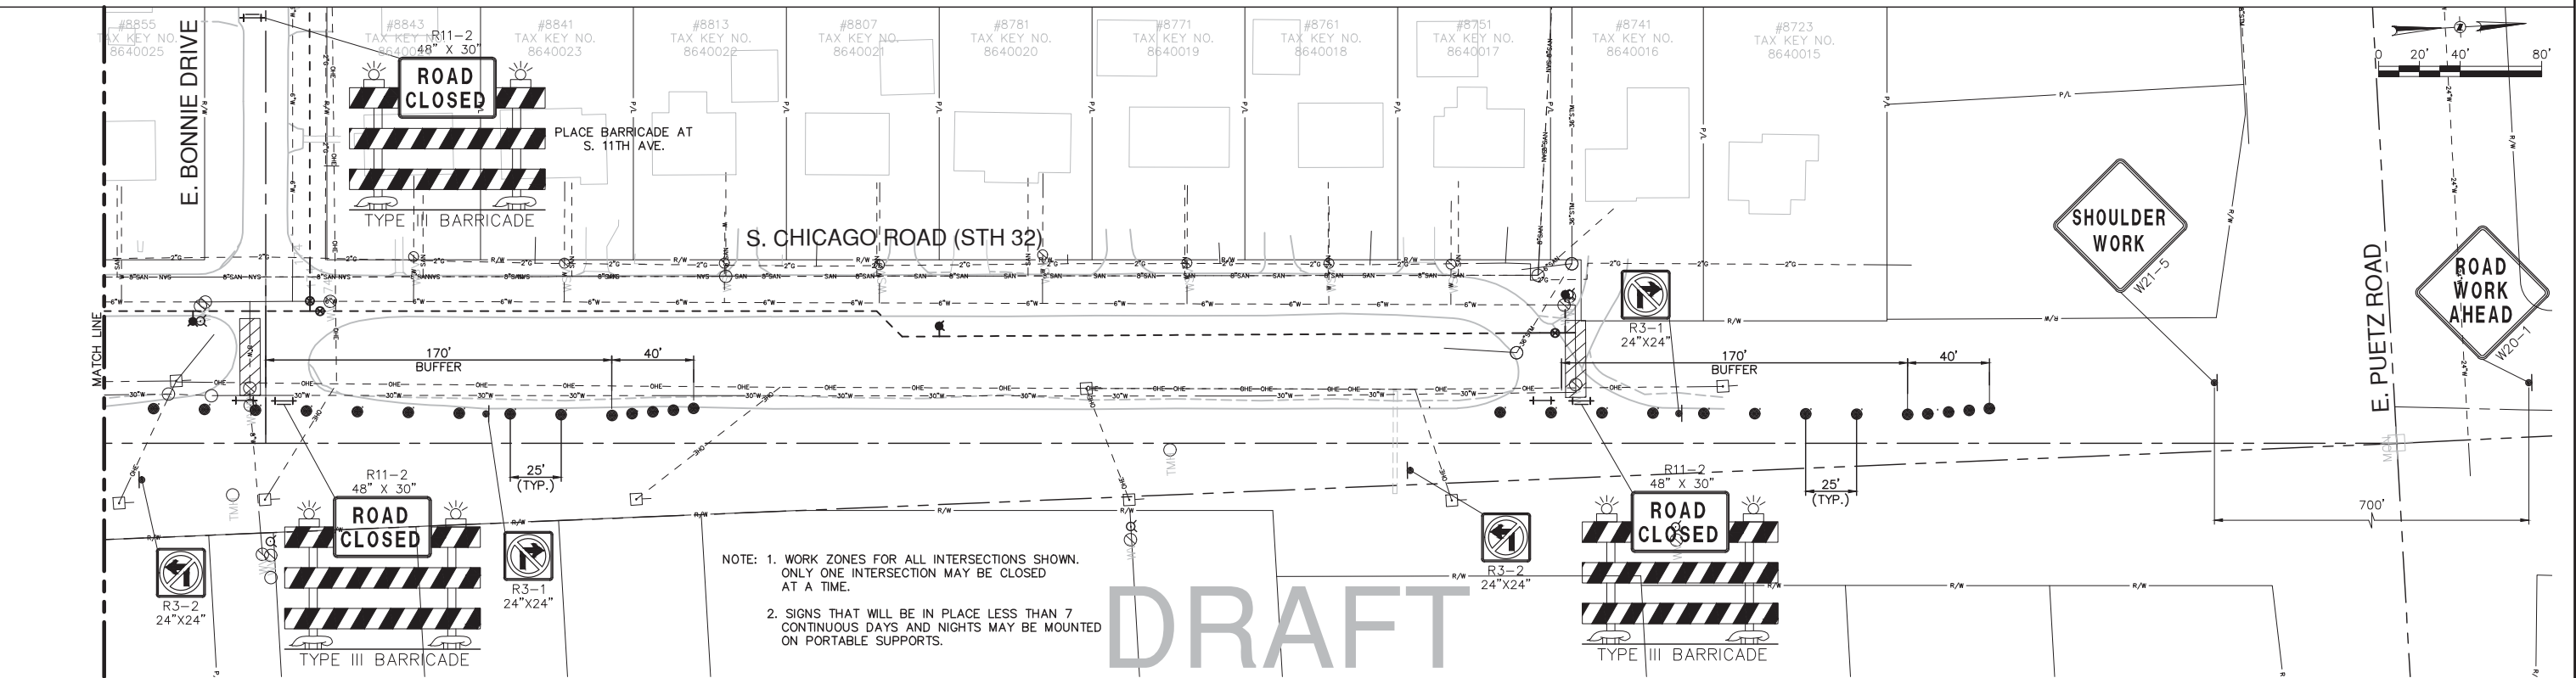 #8855
TAX KEY NO.
8640025
#8843
TAX KEY NO.
#8841
TAX KEY NO.
8640023
#8813
TAX KEY NO.
8640022
#8807
TAX KEY NO.
8640021
#8781
TAX KEY NO.
8640020
#8771
TAX KEY NO.
8640019
#8761
TAX KEY NO.
8640018
#8751
TAX KEY NO.
8640017
#8741
TAX KEY NO.
8640016
#8723
TAX KEY NO.
8640015
0 20' 40' 80'
E. BONNIE DRIVE
R11-2
48" X 30"
ROAD
CLOSED
PLACE BARRICADE AT
S. 11TH AVE.
TYPE III BARRICADE
S. CHICAGO ROAD (STH 32)
SHOULDER
WORK
W21-5
E. PUETZ ROAD
ROAD
WORK
AHEAD
W20-1
R3-1
24"X24"
MATCH LINE
170'
BUFFER
40'
170'
BUFFER
40'
25'
(TYP.)
25'
(TYP.)
700'
R11-2
48" X 30"
ROAD
CLOSED
TYPE III BARRICADE
R3-2
24"X24"
R3-1
24"X24"
NOTE: 1. WORK ZONES FOR ALL INTERSECTIONS SHOWN.
ONLY ONE INTERSECTION MAY BE CLOSED
AT A TIME.
2. SIGNS THAT WILL BE IN PLACE LESS THAN 7
CONTINUOUS DAYS AND NIGHTS MAY BE MOUNTED
ON PORTABLE SUPPORTS.
DRAFT
R3-2
24"X24"
R11-2
48" X 30"
ROAD
CLOSED
TYPE III BARRICADE